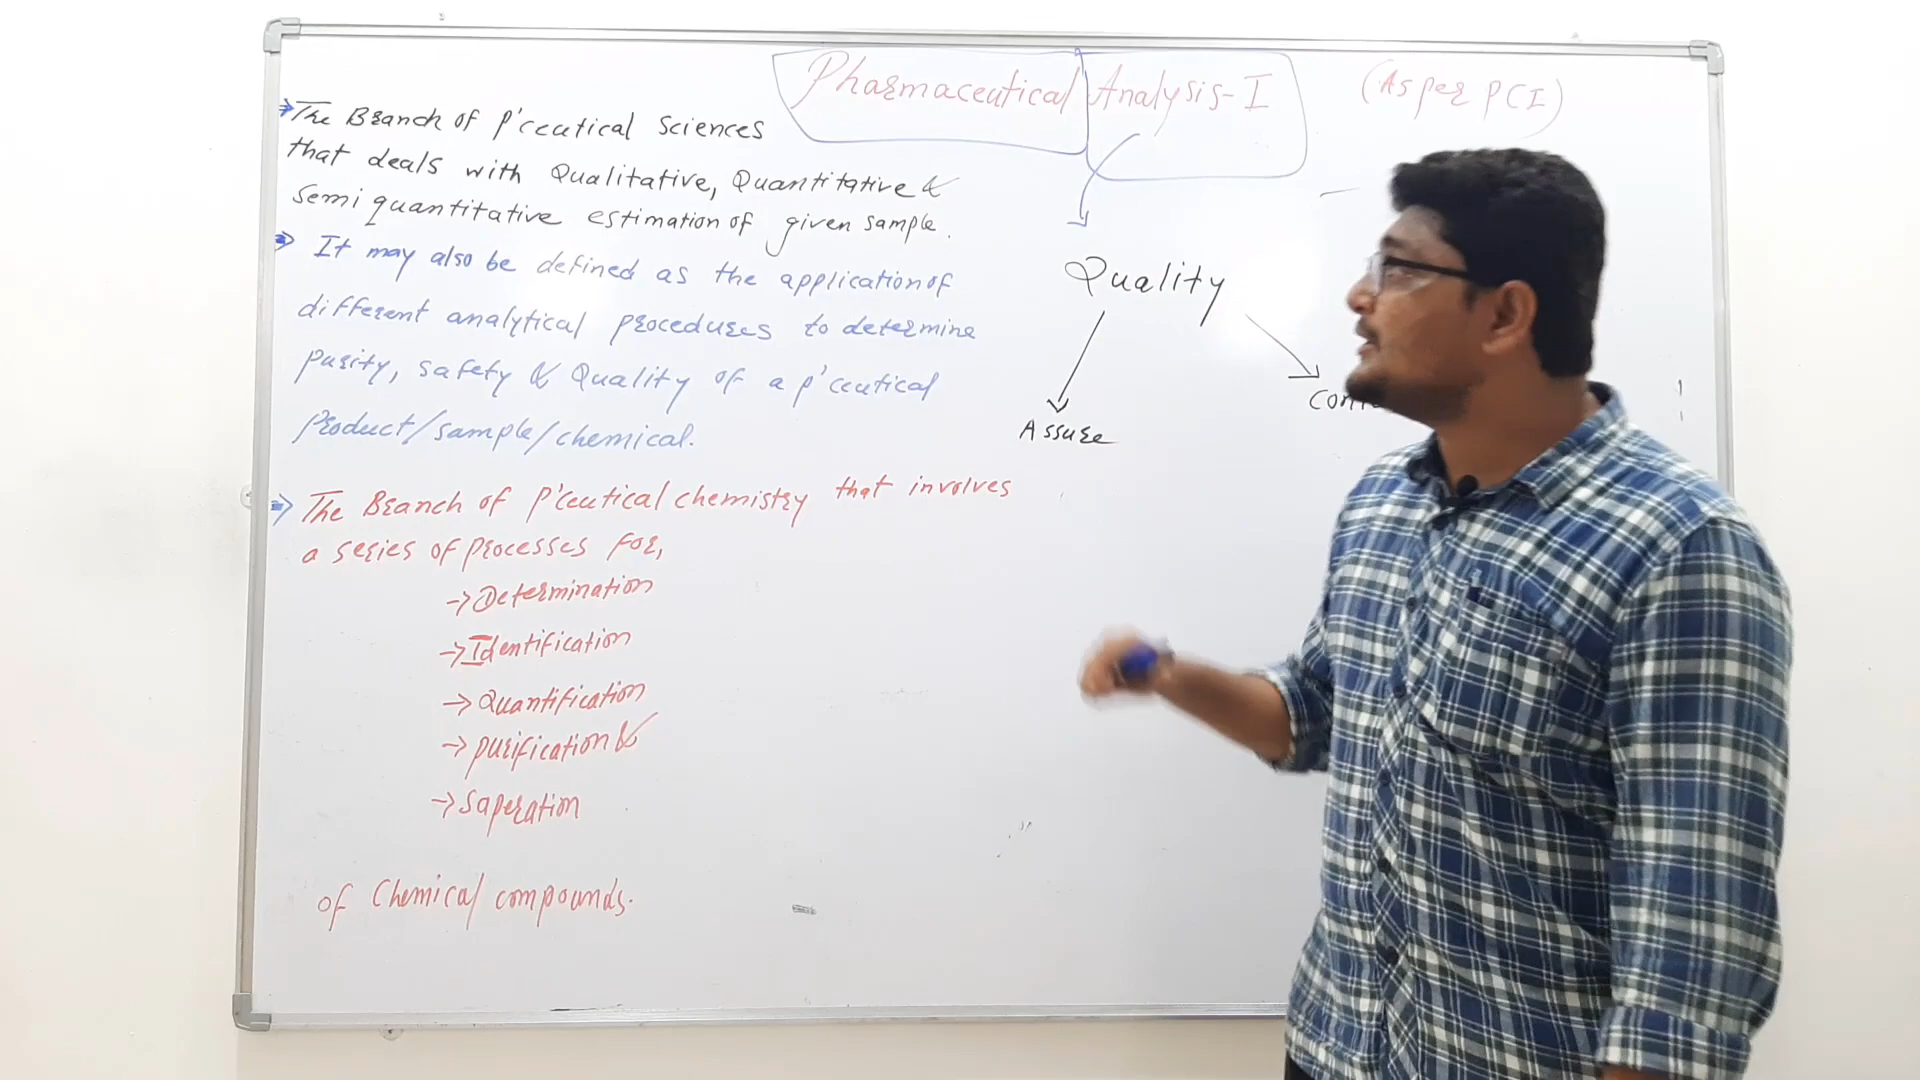 Pharmaceutical Analysis-I (As per PCI)
The Branch of P'ceutical Sciences
that deals with Qualitative, Quantitative &
Semi quantitative estimation of given sample.
It may also be defined as the application of
different analytical procedures to determine
purity, safety & Quality of a p'ceutical
Product/sample/chemical.
The Branch of P'ceutical chemistry that involves
a series of processes for,
→ Determination
→ Identification
→ Quantification
→ purification &
→ Saperation
of Chemical compounds.
Quality
Assure